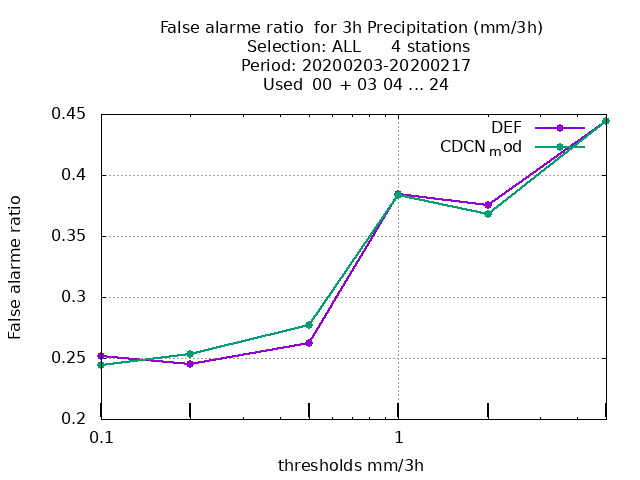 False alarme ratio  for 3h Precipitation (mm/3h)
Selection: ALL      4 stations
Period: 20200203-20200217
Used  00 + 03 04 ... 24
0.45
DEF
CDCNmod
0.4
0.35
0.3
0.25
0.2
False alarme ratio
0.1
1
thresholds mm/3h